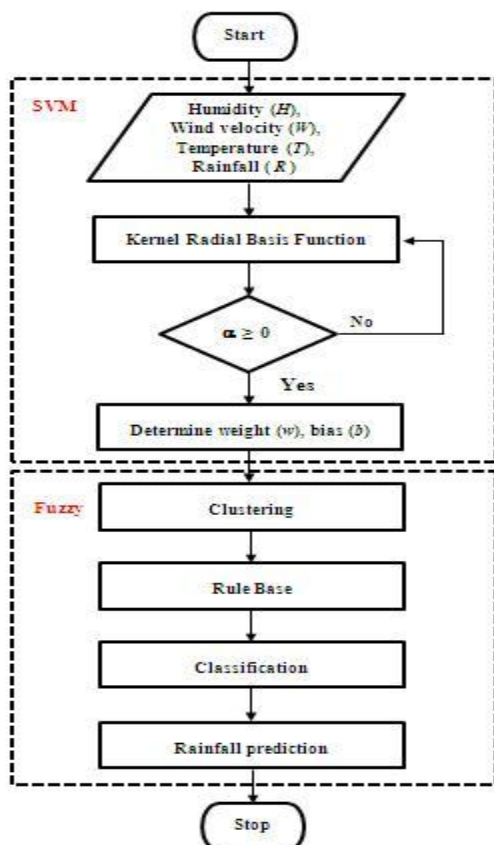 Start
SVM
Humidity (H),
Wind velocity (W),
Temperature (T),
Rainfall (R)
Kernel Radial Basis Function
α ≥ 0
No
Yes
Determine weight (w), bias (b)
Fuzzy
Clustering
Rule Base
Classification
Rainfall prediction
Stop